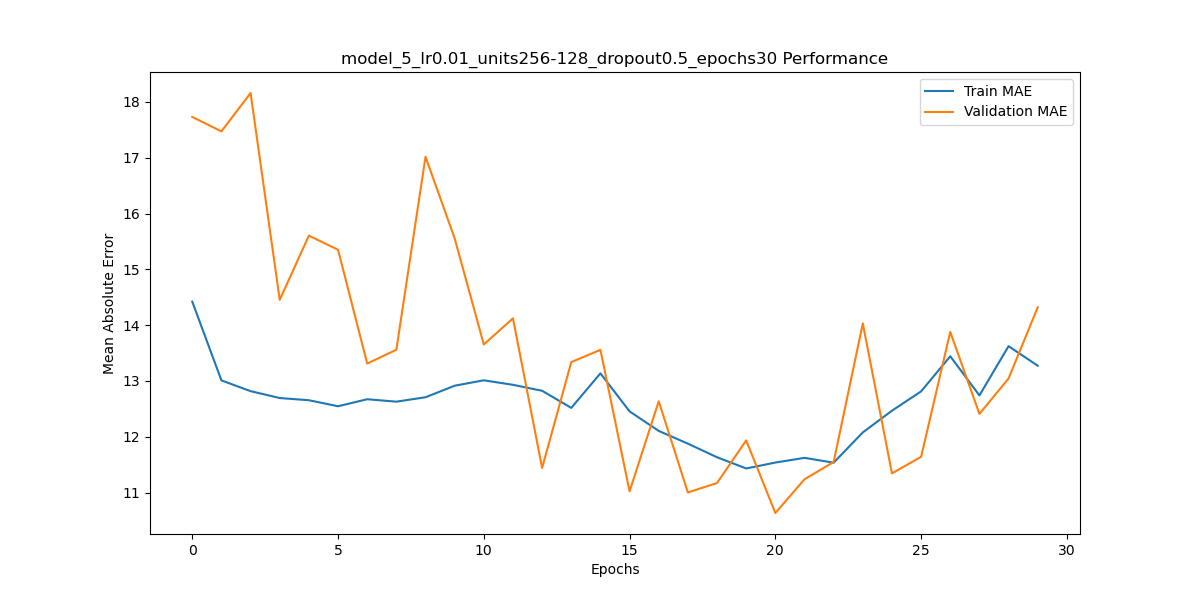 model_5_lr0.01_units256-128_dropout0.5_epochs30 Performance
Train MAE
Validation MAE
18
17
16
15
14
13
12
11
Mean Absolute Error
0 5 10 15 20 25 30
Epochs